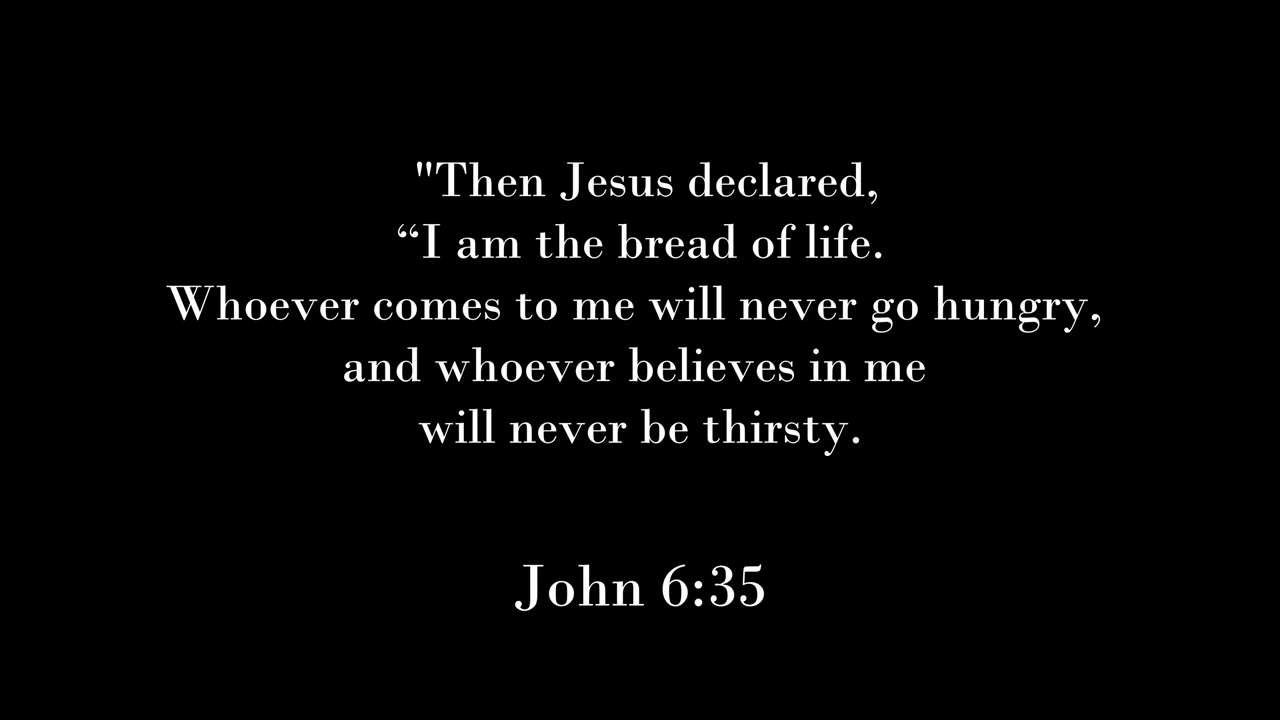 "Then Jesus declared,
“I am the bread of life.
Whoever comes to me will never go hungry,
and whoever believes in me
will never be thirsty.
John 6:35